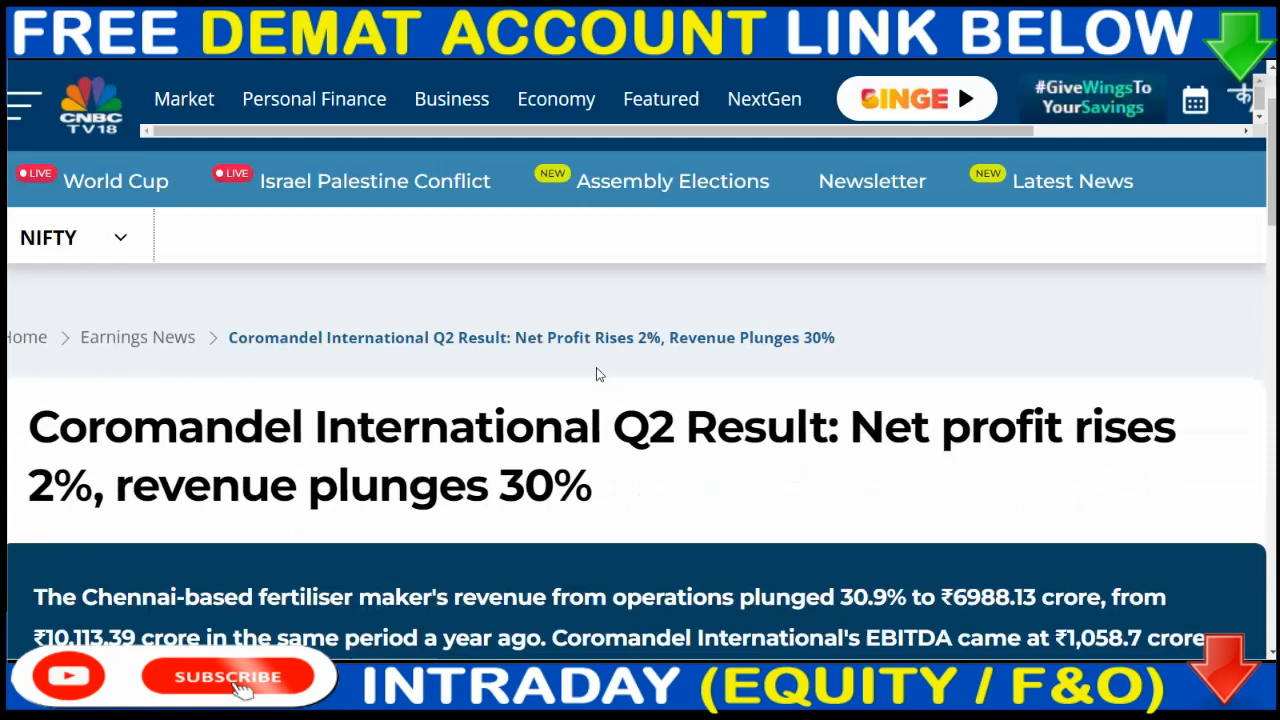 FREE DEMAT ACCOUNT LINK BELOW
CNBC
TV18
Market
Personal Finance
Business
Economy
Featured
NextGen
BINGE
#GiveWingsTo
YourSavings
LIVE
World Cup
LIVE
Israel Palestine Conflict
NEW
Assembly Elections
Newsletter
NEW
Latest News
NIFTY
Home
Earnings News
Coromandel International Q2 Result: Net Profit Rises 2%, Revenue Plunges 30%
Coromandel International Q2 Result: Net profit rises
2%, revenue plunges 30%
The Chennai-based fertiliser maker's revenue from operations plunged 30.9% to ₹6988.13 crore, from
₹10,113.39 crore in the same period a year ago. Coromandel International's EBITDA came at ₹1,058.7 crore
SUBSCRIBE
INTRADAY (EQUITY / F&O)